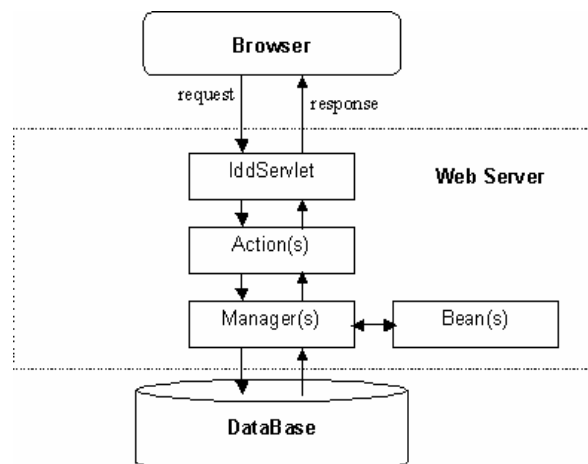 Browser
request
response
IddServlet
Web Server
Action(s)
Manager(s)
Bean(s)
DataBase